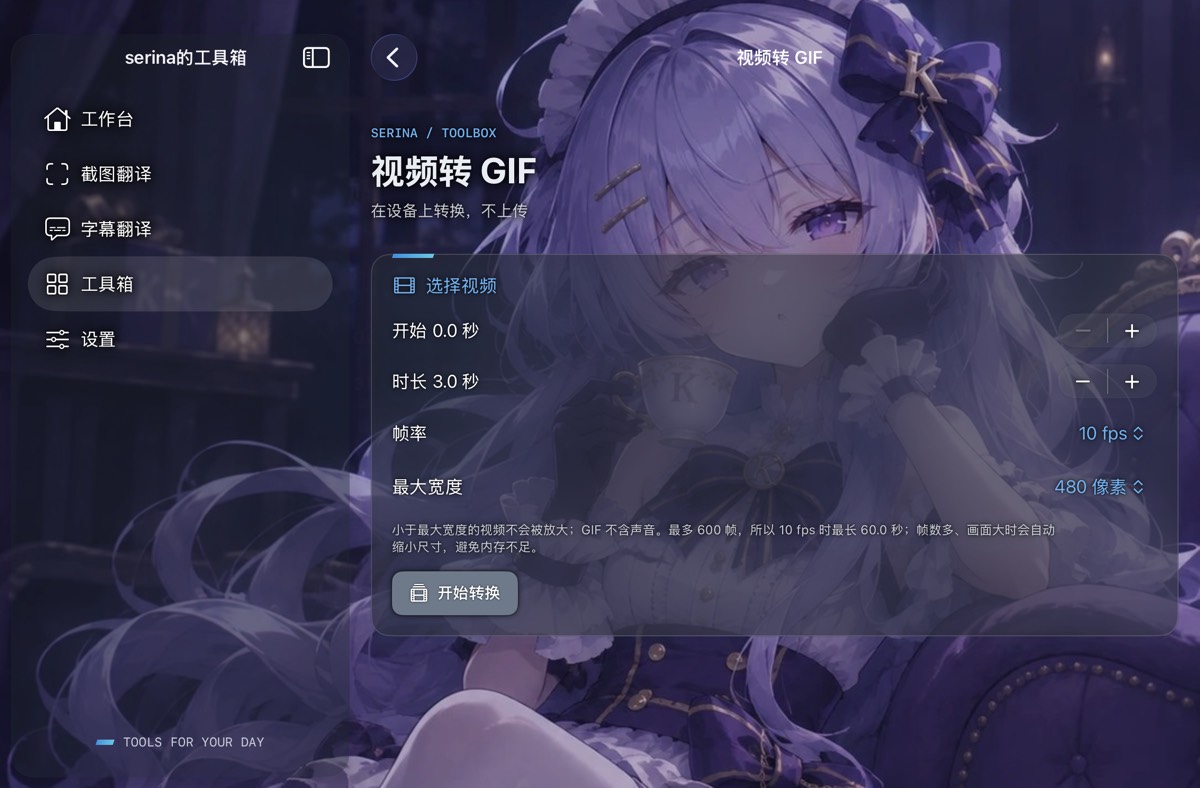 serina的工具箱
视频转 GIF
工作台
截图翻译
字幕翻译
工具箱
设置
TOOLS FOR YOUR DAY
SERINA / TOOLBOX
视频转 GIF
在设备上转换，不上传
选择视频
开始 0.0 秒
时长 3.0 秒
帧率
10 fps
最大宽度
480 像素
小于最大宽度的视频不会被放大；GIF 不含声音。最多 600 帧，所以 10 fps 时最长 60.0 秒；帧数多、画面大时会自动
缩小尺寸，避免内存不足。
开始转换
K
K